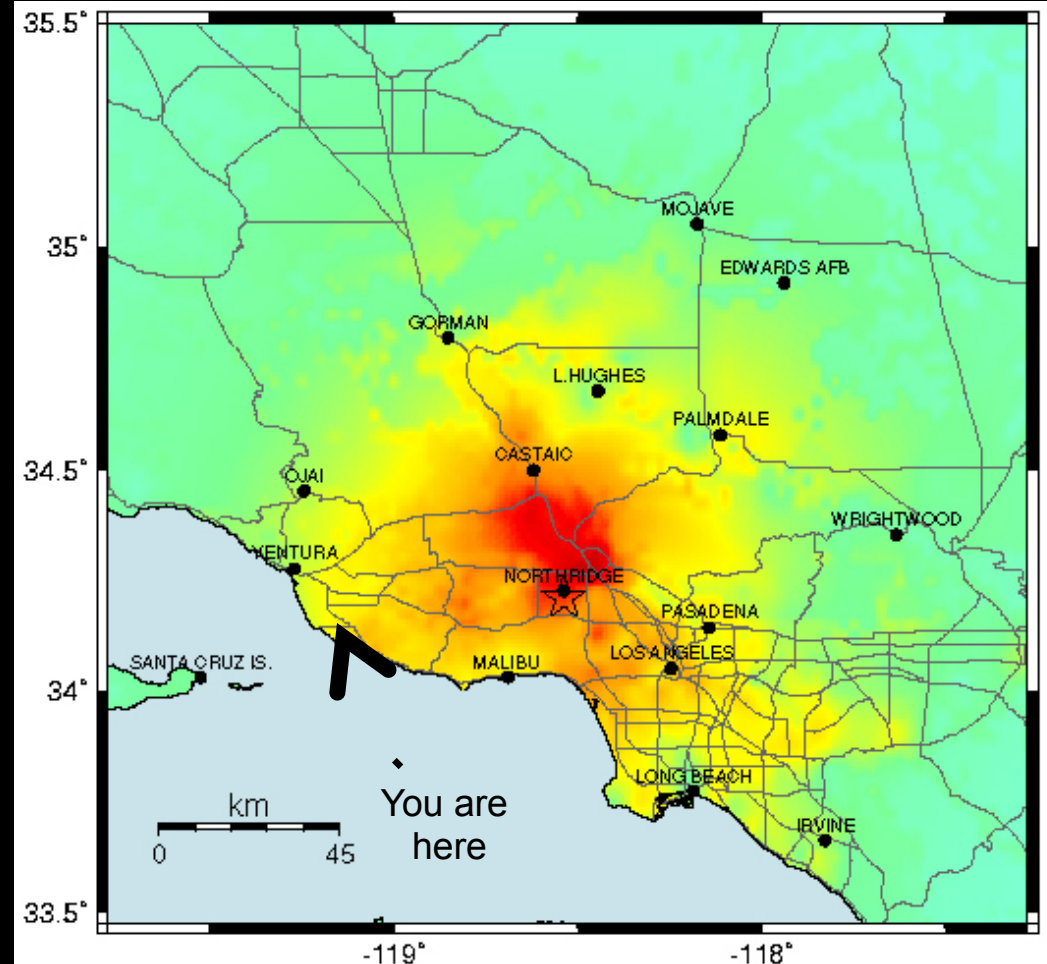 35.5°
MOJAVE
35°
EDWARDS AFB
GORMAN
L.HUGHES
PALMDALE
CASTAIC
34.5°
OJAI
WRIGHTWOOD
VENTURA
NORTHRIDGE
PASADENA
LOS ANGELES
SANTA CRUZ IS.
MALIBU
34°
LONG BEACH
km
You are
here
IRVINE
0
45
33.5°
-119°
-118°